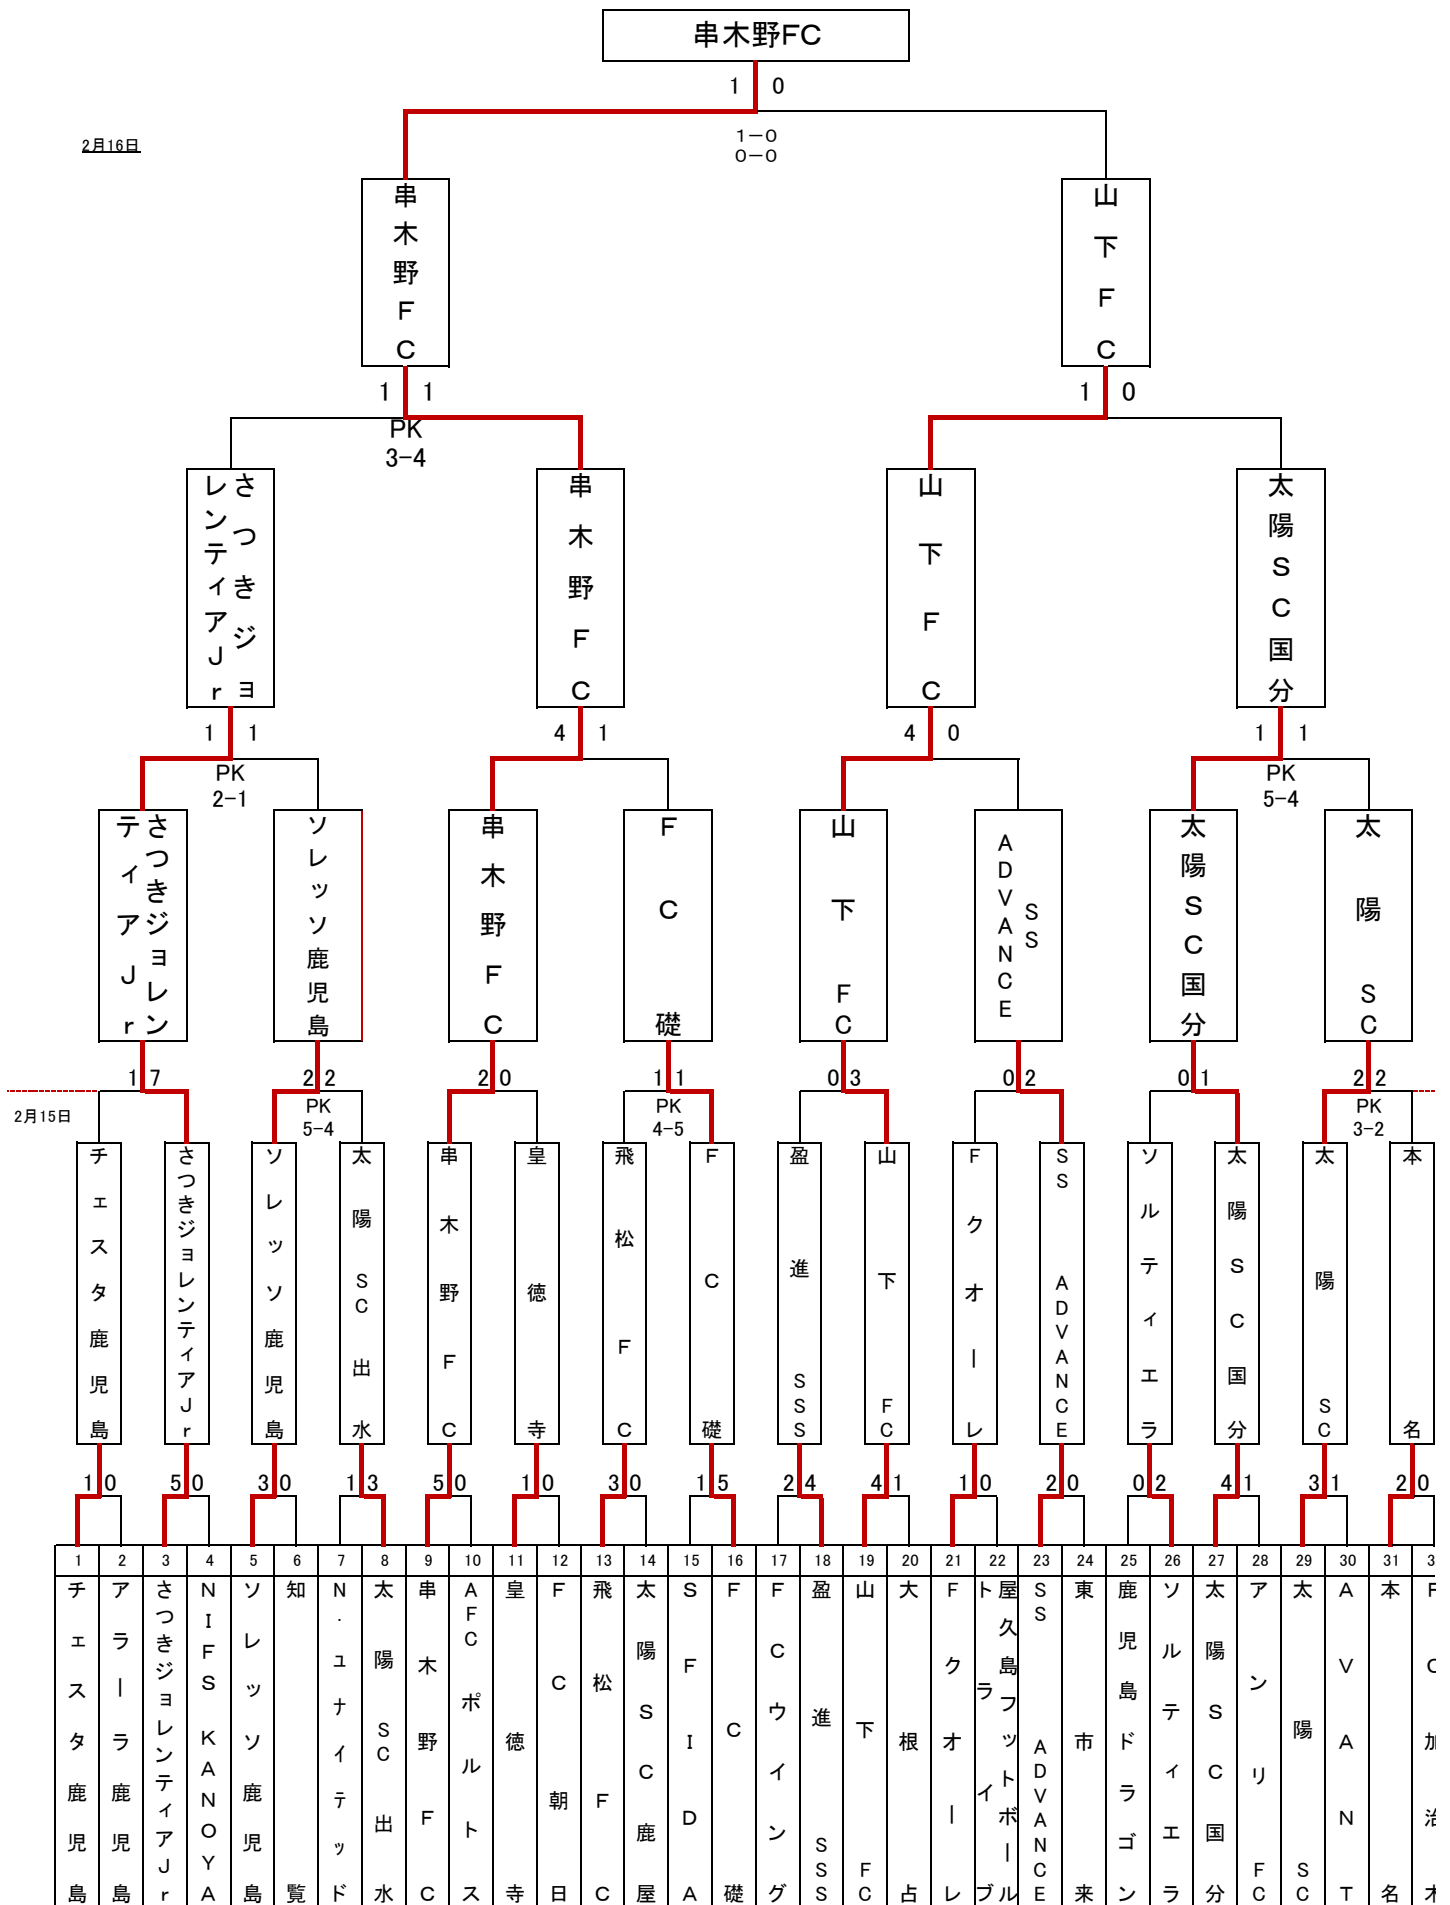 串木野FC
1 0
1-0
0-0
2月16日
串木野FC
山下FC
1 1
1 0
PK
3-4
さつきジョレンティアJr
串木野FC
山下FC
太陽SC国分
1 1
4 1
4 0
1 1
PK
2-1
PK
5-4
さつきジョレンティアJr
ソレッソ鹿児島
串木野FC
FC礎
山下FC
SS ADVANCE
太陽SC国分
太陽SC
1 7
2 2
2 0
1 1
0 3
0 2
0 1
2 2
2月15日
PK
5-4
PK
4-5
PK
3-2
チェスタ鹿児島
さつきジョレンティアJr
ソレッソ鹿児島
太陽SC出水
串木野FC
皇徳寺
飛松FC
FC礎
盈進SSS
山下FC
Fクオーレ
SS ADVANCE
ソルティエラ
太陽SC国分
太陽SC
本名
1 0
5 0
3 0
1 3
5 0
1 0
3 0
1 5
2 4
4 1
1 0
2 0
0 2
4 1
3 1
2 0
1 2 3 4 5 6 7 8 9 10 11 12 13 14 15 16 17 18 19 20 21 22 23 24 25 26 27 28 29 30 31
チェスタ鹿児島
アラーラ鹿児島
さつきジョレンティアJr
NIFS KANOYA
ソレッソ鹿児島
知覧
N・ユナイテッド
太陽SC出水
串木野FC
AFCポルトス
皇徳寺
FC朝日
飛松FC
太陽SC鹿屋
SFIDA
FC礎
FCウイング
盈進SSS
山下FC
大根占
Fクオーレ
屋久島フットボールトライブ
SS ADVANCE
東市来
鹿児島ドラゴン
ソルティエラ
太陽SC国分
アンリFC
太陽SC
AVANT
本名